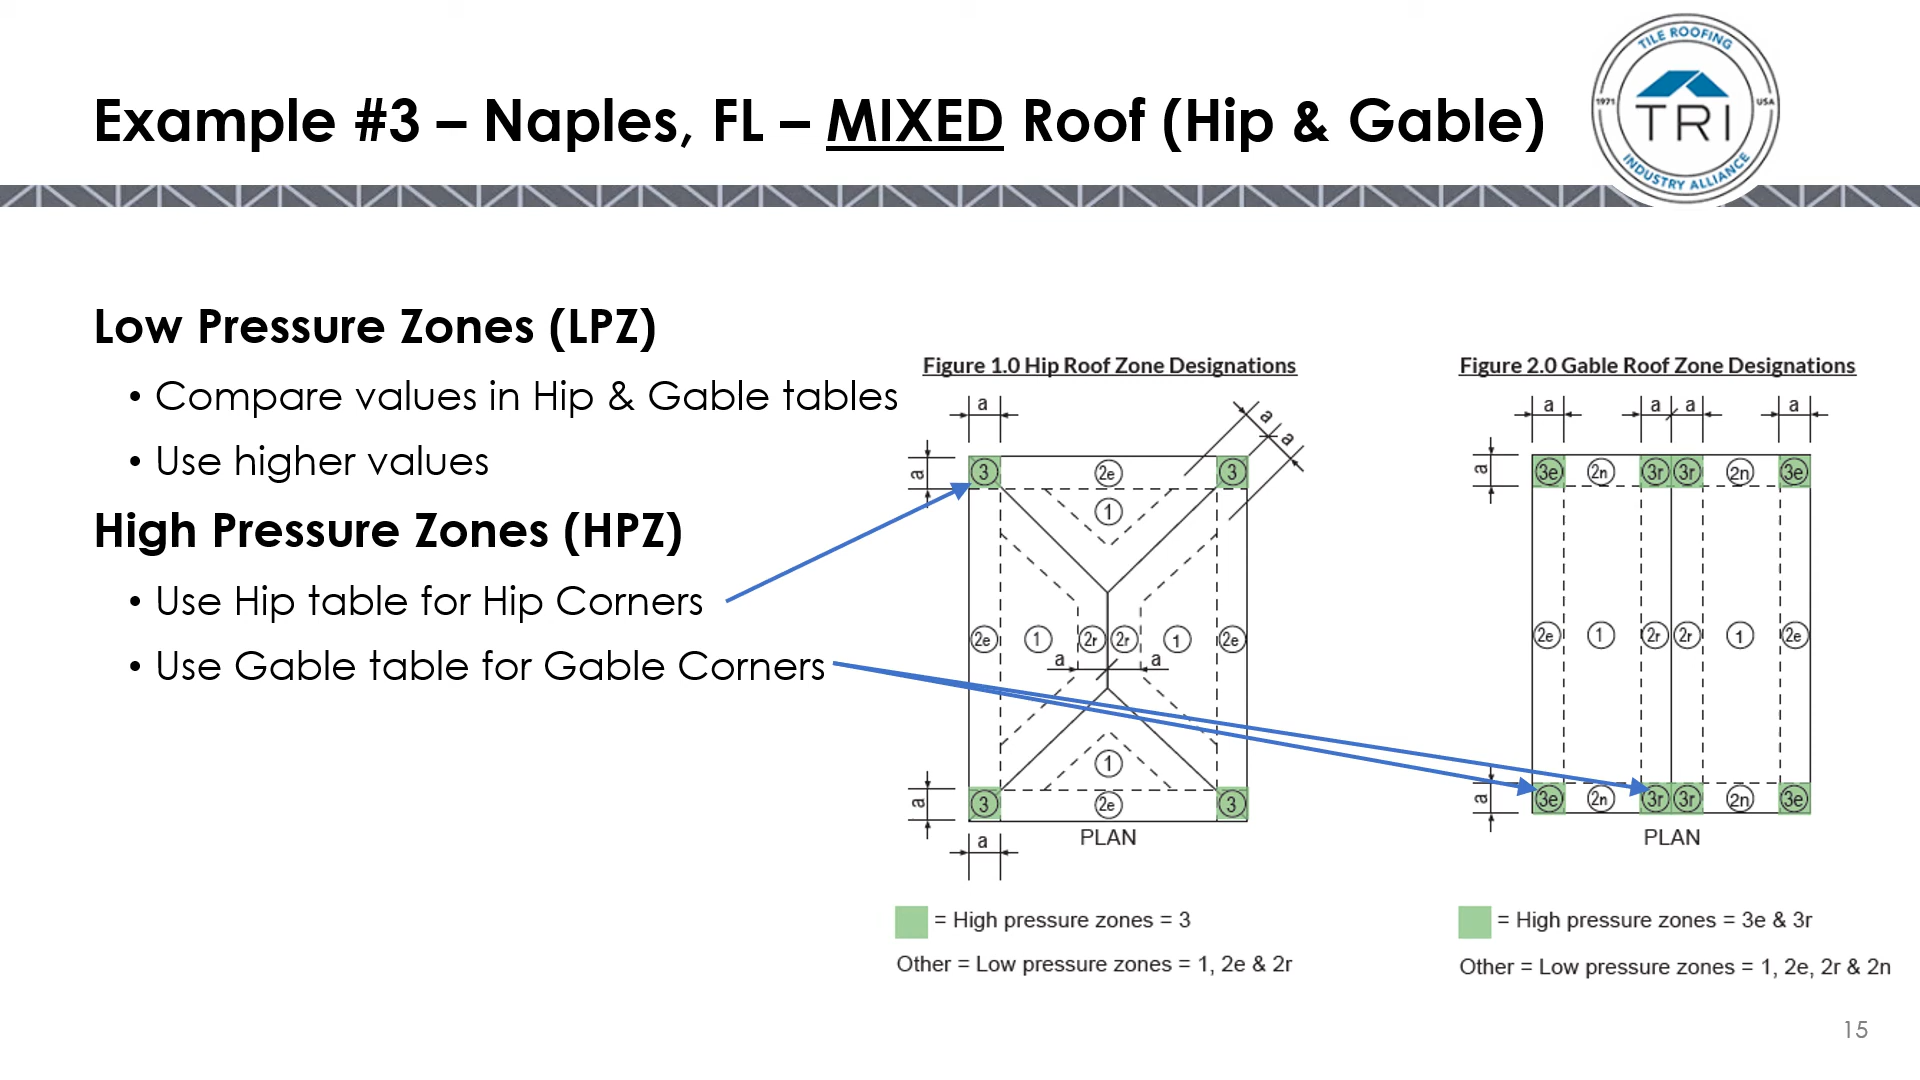 Example #3 – Naples, FL – MIXED Roof (Hip & Gable)
TILE ROOFING
1971
USA
TRI
INDUSTRY ALLIANCE
Low Pressure Zones (LPZ)
• Compare values in Hip & Gable tables
• Use higher values
High Pressure Zones (HPZ)
• Use Hip table for Hip Corners
• Use Gable table for Gable Corners
Figure 1.0 Hip Roof Zone Designations
a
a a
a
3 2e 3
1
2e 1 2r 2r 1 2e
a a
1
a
3 2e 3
PLAN
a
= High pressure zones = 3
Other = Low pressure zones = 1, 2e & 2r
Figure 2.0 Gable Roof Zone Designations
a a a a
a
3e 2n 3r 3r 2n 3e
2e 1 2r 2r 1 2e
a
3e 2n 3r 3r 2n 3e
PLAN
= High pressure zones = 3e & 3r
Other = Low pressure zones = 1, 2e, 2r & 2n
15